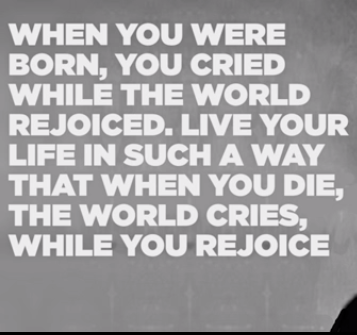 WHEN YOU WERE
BORN, YOU CRIED
WHILE THE WORLD
REJOICED. LIVE YOUR
LIFE IN SUCH A WAY
THAT WHEN YOU DIE,
THE WORLD CRIES,
WHILE YOU REJOICE